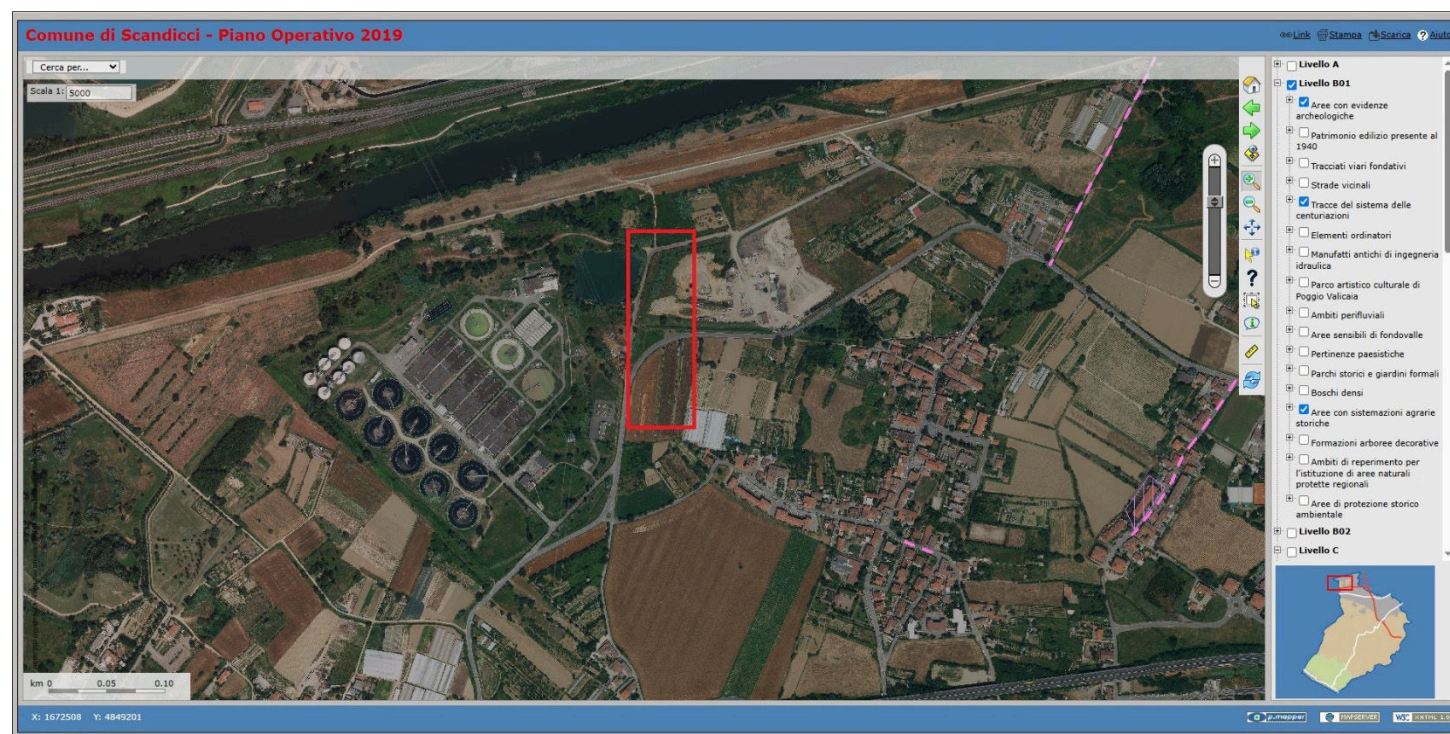 Comune di Scandicci - Piano Operativo 2019
Link Stampa Scarica ? Aiuto
Cerca per...
Scala 1: 5000
Livello A
Livello B01
Aree con evidenze
archeologiche
Patrimonio edilizio presente al
1940
Tracciati viari fondativi
Strade vicinali
Tracce del sistema delle
centuriazioni
Elementi ordinatori
Manufatti antichi di ingegneria
idraulica
Parco artistico culturale di
Poggio Valicaia
Ambiti perifluviali
Aree sensibili di fondovalle
Pertinenze paesistiche
Parchi storici e giardini formali
Boschi densi
Aree con sistemazioni agrarie
storiche
Formazioni arboree decorative
Ambiti di reperimento per
l'istituzione di aree naturali
protette regionali
Aree di protezione storico
ambientale
Livello B02
Livello C
km 0 0.05 0.10
X: 1672508 Y: 4849201
p.mapper MAPSERVER W3C XHTML 1.0